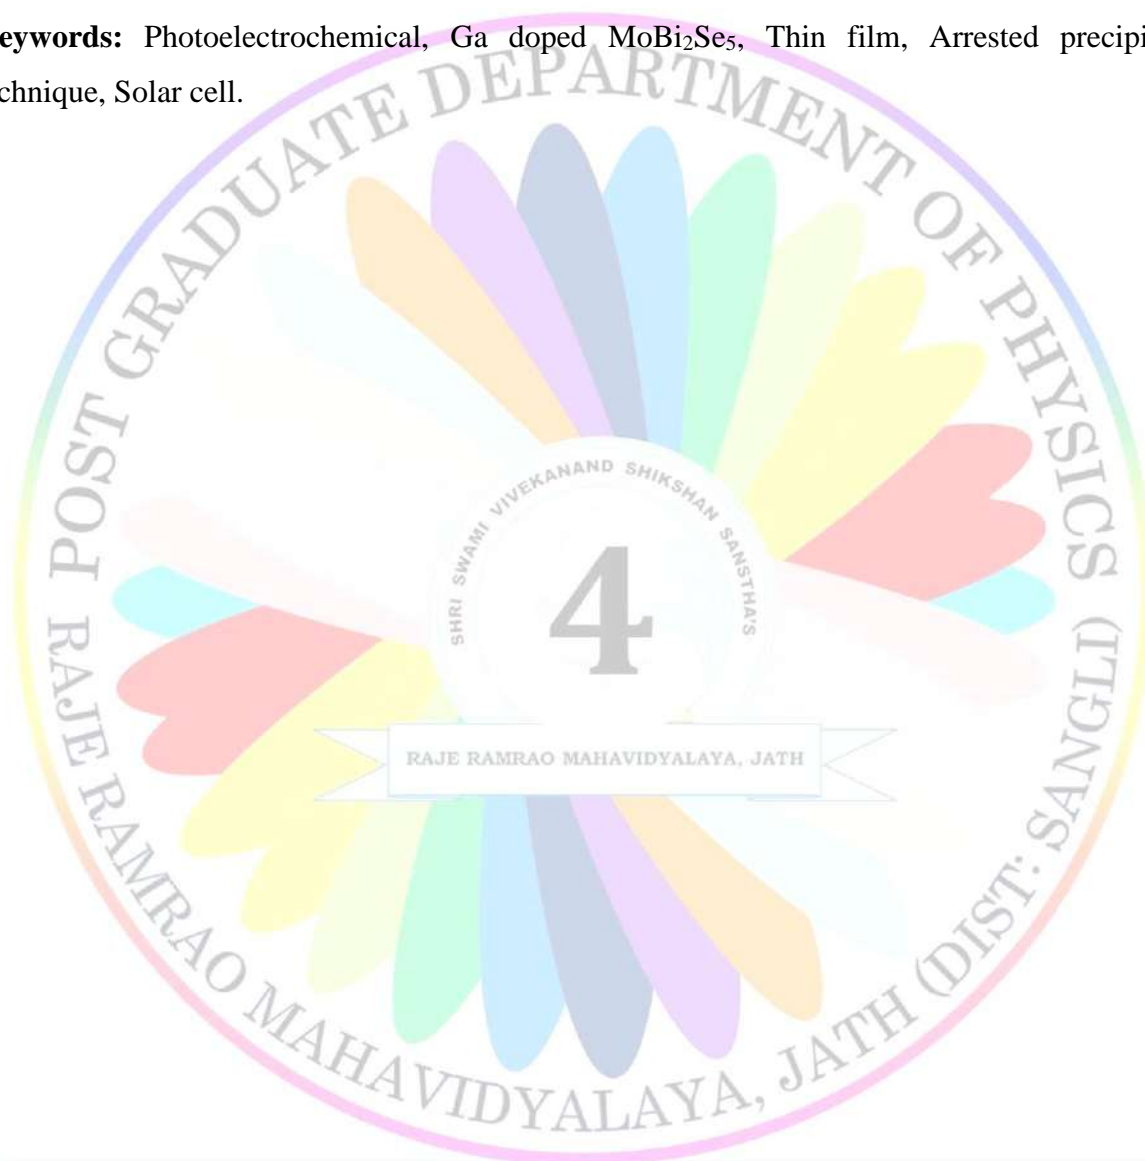 eywords: Photoelectrochemical, Ga doped MoBi₂Se₅, Thin film, Arrested precipi
chnique, Solar cell.
POST GRADUATE DEPARTMENT OF PHYSICS
SHRI SWAMI VIVEKANAND SHIKSHAN SANSTHA'S
4
RAJE RAMRAO MAHAVIDYALAYA, JATH
RAJE RAMRAO MAHAVIDYALAYA, JATH (DIST: SANGLI)